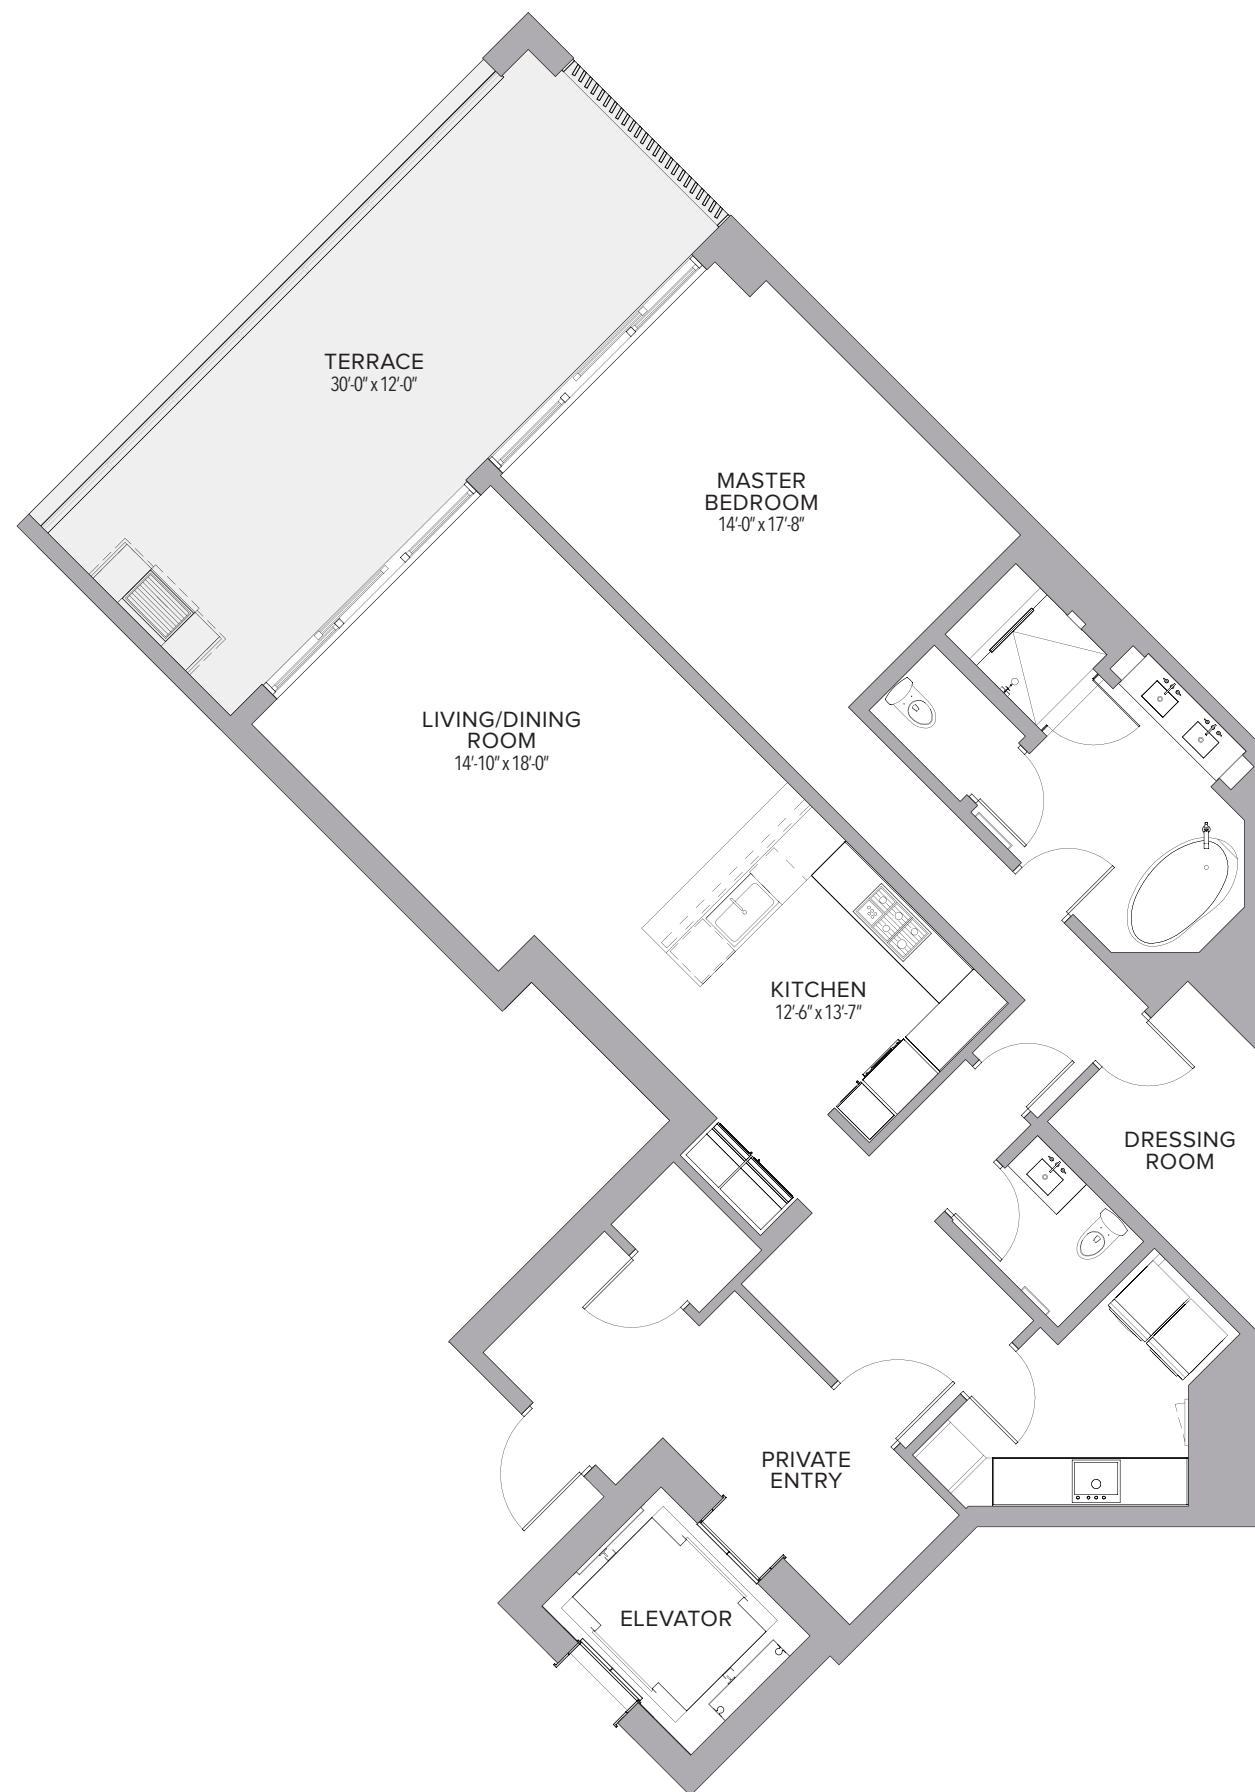 TERRACE
30'-0" x 12'-0"
MASTER
BEDROOM
14'-0" x 17'-8"
LIVING/DINING
ROOM
14'-10" x 18'-0"
KITCHEN
12'-6" x 13'-7"
DRESSING
ROOM
PRIVATE
ENTRY
ELEVATOR